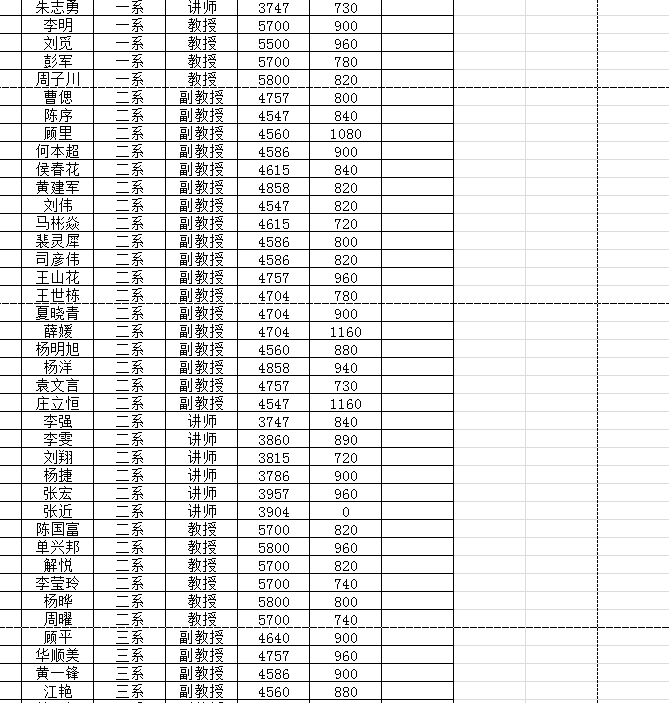 朱志勇 一系 讲师 3747 730
李明 一系 教授 5700 900
刘觅 一系 教授 5500 960
彭军 一系 教授 5700 780
周子川 一系 教授 5800 820
曹偲 二系 副教授 4757 800
陈序 二系 副教授 4547 840
顾里 二系 副教授 4560 1080
何本超 二系 副教授 4586 900
侯春花 二系 副教授 4615 840
黄建军 二系 副教授 4858 820
刘伟 二系 副教授 4547 820
马彬焱 二系 副教授 4615 720
裴灵犀 二系 副教授 4586 800
司彦伟 二系 副教授 4586 820
王山花 二系 副教授 4757 960
王世栋 二系 副教授 4704 780
夏晓青 二系 副教授 4704 900
薛媛 二系 副教授 4704 1160
杨明旭 二系 副教授 4560 880
杨洋 二系 副教授 4858 940
袁文言 二系 副教授 4757 730
庄立恒 二系 副教授 4547 1160
李强 二系 讲师 3747 840
李雯 二系 讲师 3860 890
刘翔 二系 讲师 3815 720
杨捷 二系 讲师 3786 900
张宏 二系 讲师 3957 960
张近 二系 讲师 3904 0
陈国富 二系 教授 5700 820
单兴邦 二系 教授 5800 960
解悦 二系 教授 5700 820
李莹玲 二系 教授 5700 740
杨晔 二系 教授 5800 800
周曜 二系 教授 5700 740
顾平 三系 副教授 4640 900
华顺美 三系 副教授 4757 960
黄一锋 三系 副教授 4586 900
江艳 三系 副教授 4560 880